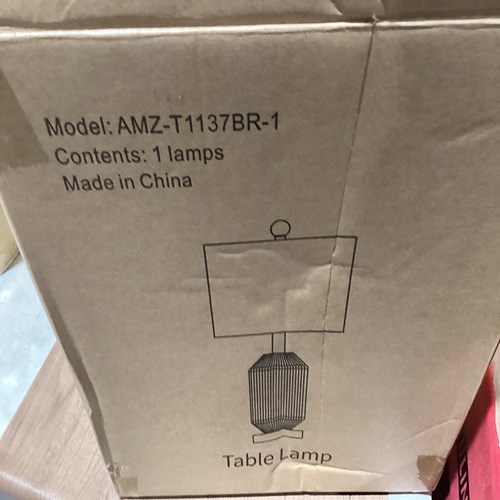 Model: AMZ-T1137BR-1
Contents: 1 lamps
Made in China
Table Lamp